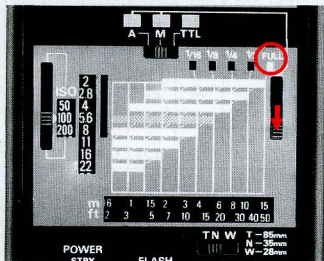 A M TTL
1/16 1/8 1/4 1/2 FULL
ISO
50
100
200
2
2.8
4
5.6
8
11
16
22
m .6 1 1.5 2 3 4 6 8 10 15
ft 2 3 5 7 10 15 20 30 40 50
T N W
T-85mm
N-35mm
W-28mm
POWER
STBY
FLASH